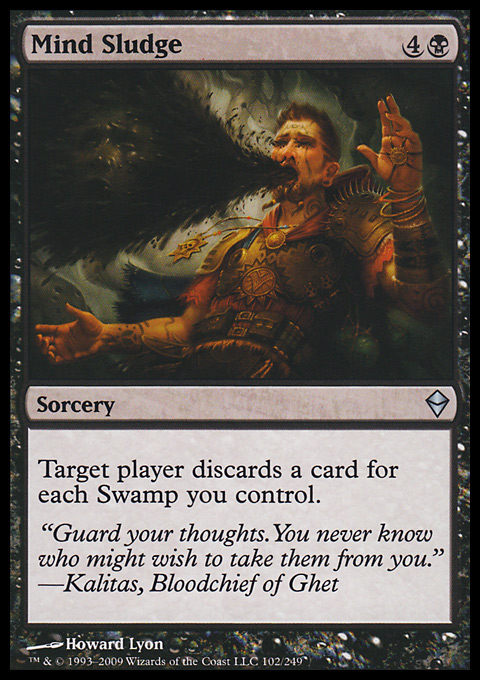 Mind Sludge 4
Sorcery
Target player discards a card for
each Swamp you control.
“Guard your thoughts. You never know
who might wish to take them from you.”
—Kalitas, Bloodchief of Ghet
Howard Lyon
™ & © 1993–2009 Wizards of the Coast LLC 102/249